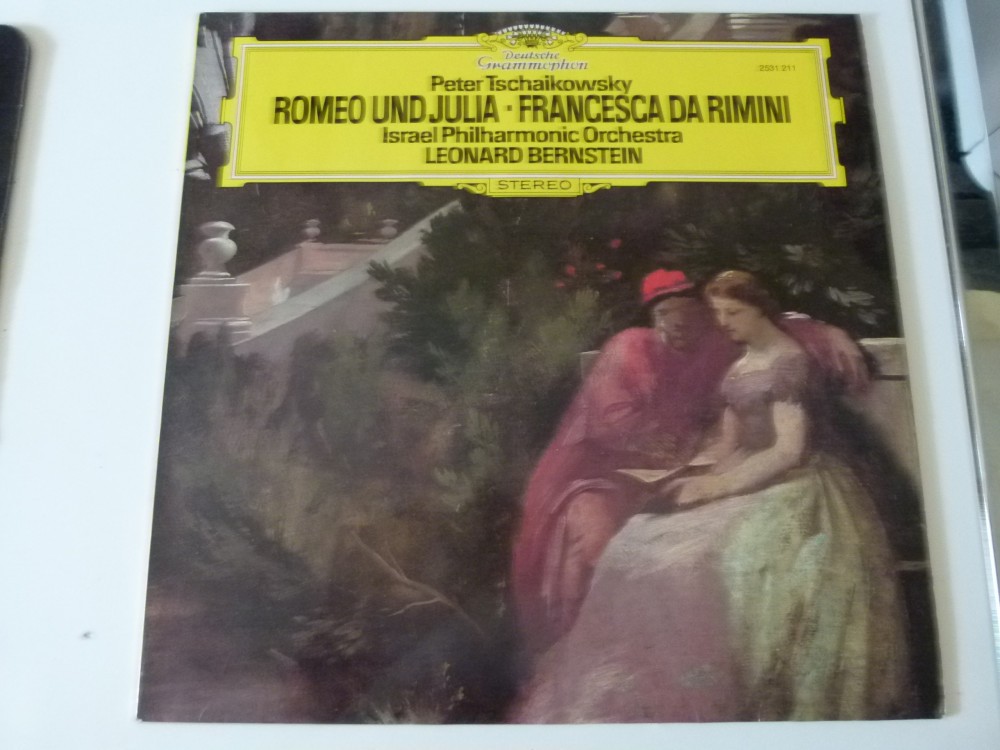 Deutsche
Grammophon
2531 211
Peter Tschaikowsky
ROMEO UND JULIA · FRANCESCA DA RIMINI
Israel Philharmonic Orchestra
LEONARD BERNSTEIN
STEREO